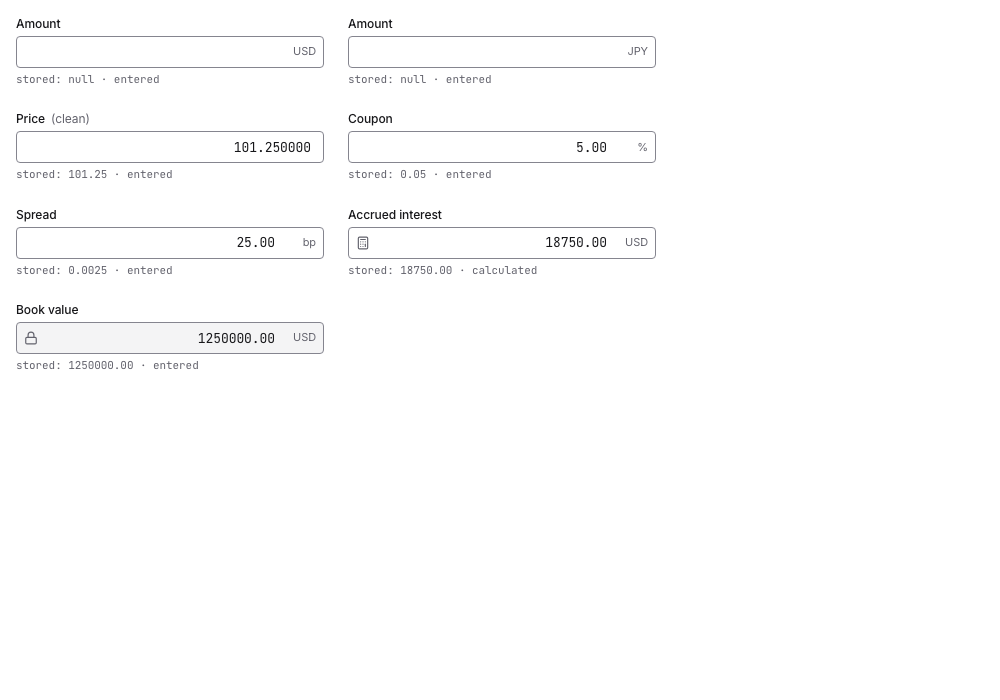 Amount
USD
stored: null · entered
Amount
JPY
stored: null · entered
Price (clean)
101.250000
stored: 101.25 · entered
Coupon
5.00 %
stored: 0.05 · entered
Spread
25.00 bp
stored: 0.0025 · entered
Accrued interest
18750.00 USD
stored: 18750.00 · calculated
Book value
1250000.00 USD
stored: 1250000.00 · entered